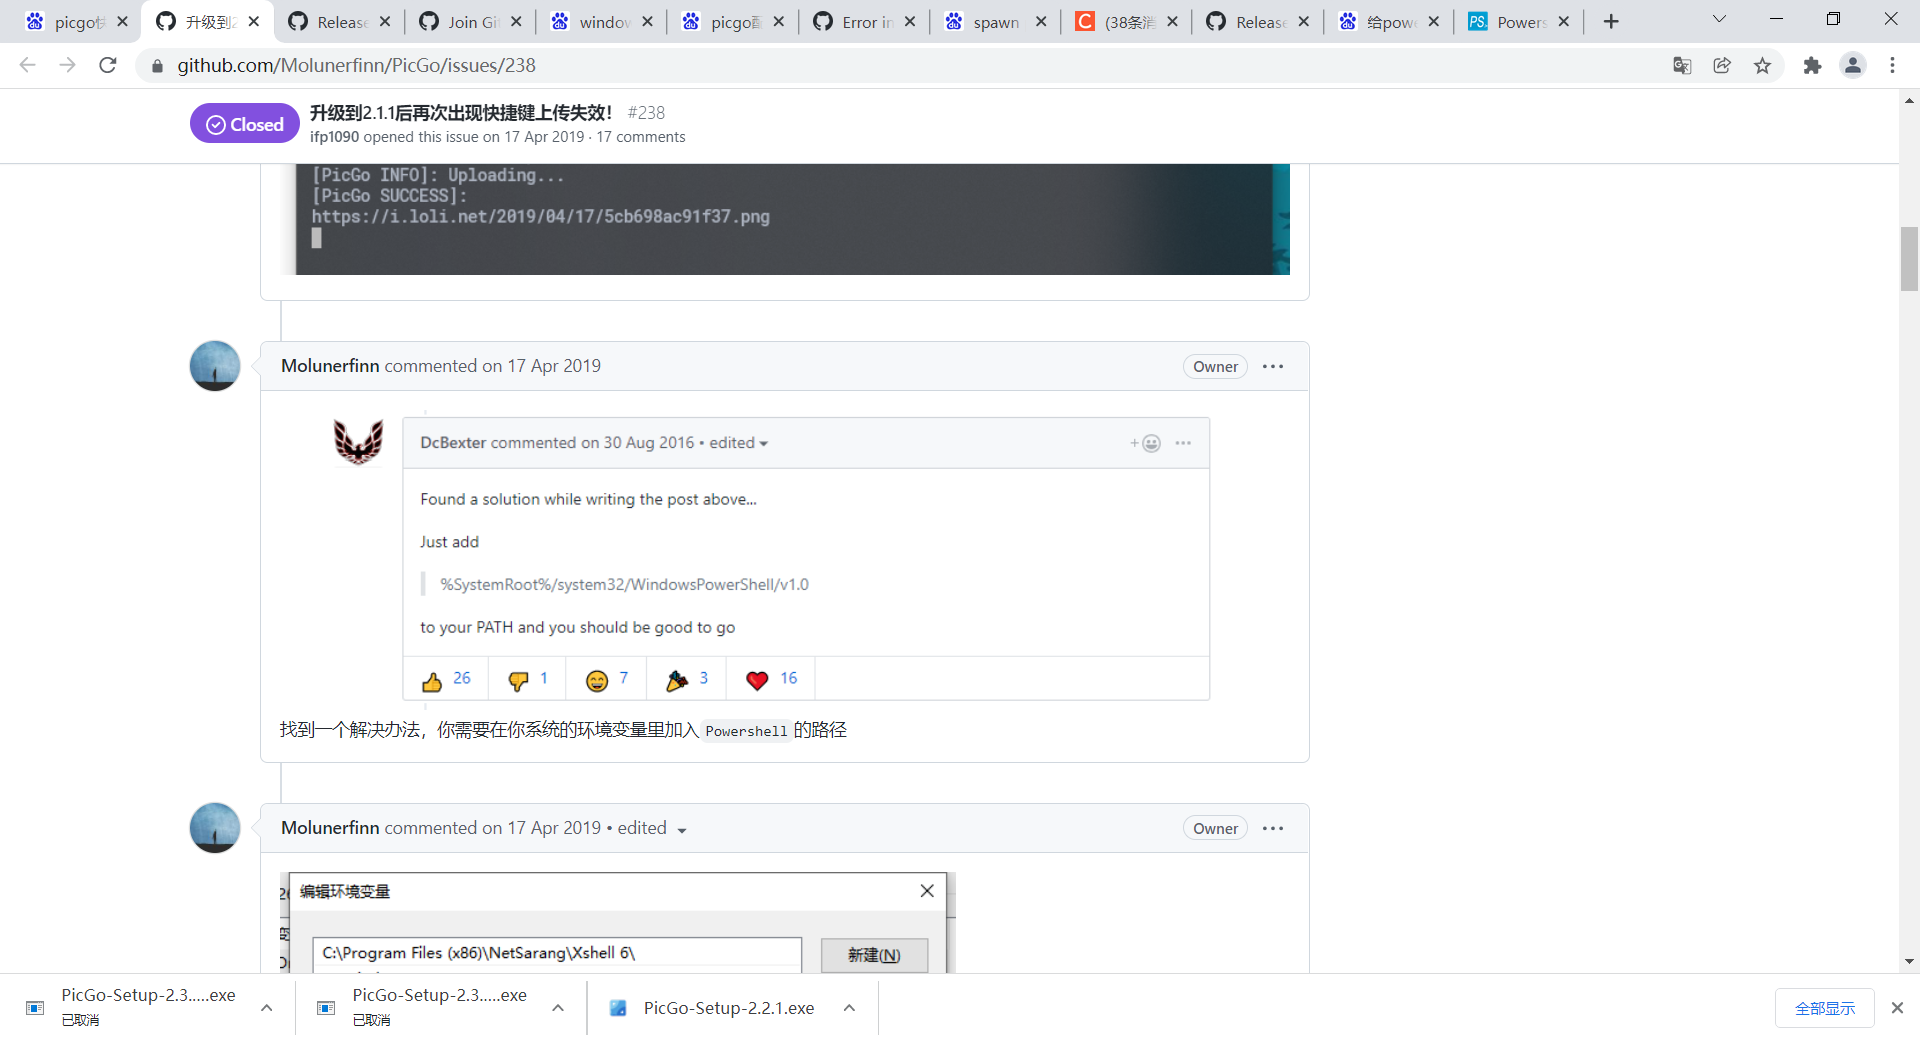 picgo快
升级到2
Release
Join Git
window
picgo配
Error in
spawn
(38条消
Release
给powe
Powers
github.com/Molunerfinn/PicGo/issues/238
Closed
升级到2.1.1后再次出现快捷键上传失效! #238
ifp1090 opened this issue on 17 Apr 2019 · 17 comments
[PicGo INFO]: Uploading...
[PicGo SUCCESS]:
https://i.loli.net/2019/04/17/5cb698ac91f37.png
Molunerfinn commented on 17 Apr 2019
Owner
DcBexter commented on 30 Aug 2016 • edited
Found a solution while writing the post above...
Just add
%SystemRoot%/system32/WindowsPowerShell/v1.0
to your PATH and you should be good to go
26 1 7 3 16
找到一个解决办法，你需要在你系统的环境变量里加入 Powershell 的路径
Molunerfinn commented on 17 Apr 2019 • edited
Owner
编辑环境变量
C:\Program Files (x86)\NetSarang\Xshell 6\
新建(N)
PicGo-Setup-2.3.....exe
已取消
PicGo-Setup-2.3.....exe
已取消
PicGo-Setup-2.2.1.exe
全部显示